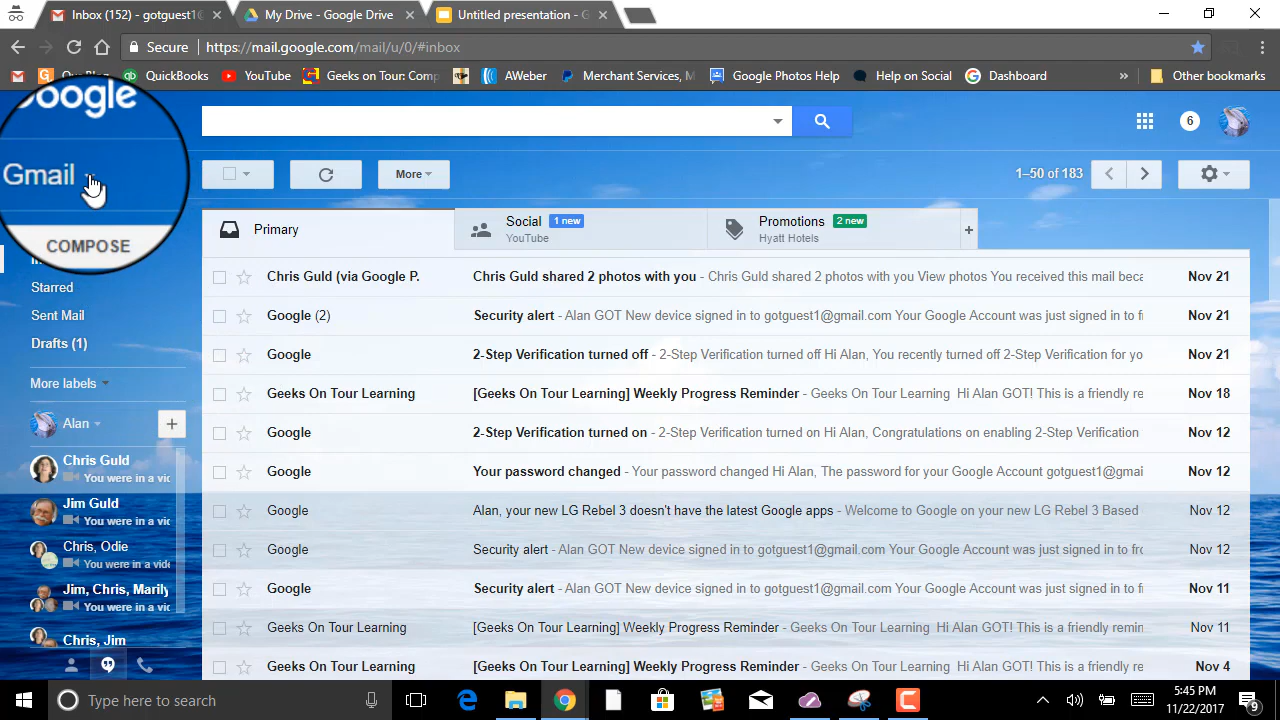 Inbox (152) - gotguest1@ My Drive - Google Drive Untitled presentation - G
Secure https://mail.google.com/mail/u/0/#inbox
QuickBooks YouTube Geeks on Tour: Comp AWeber Merchant Services, M Google Photos Help Help on Social Dashboard » Other bookmarks
Google
6
Gmail
More
1–50 of 183
COMPOSE
Primary
Social 1 new
YouTube
Promotions 2 new
Hyatt Hotels
Starred
Sent Mail
Drafts (1)
More labels
Alan
Chris Guld
You were in a vid
Jim Guld
You were in a vid
Chris, Odie
You were in a vide
Jim, Chris, Marily
You were in a vid
Chris, Jim
Chris Guld (via Google P. Chris Guld shared 2 photos with you - Chris Guld shared 2 photos with you View photos You received this mail beca Nov 21
Google (2) Security alert - Alan GOT New device signed in to gotguest1@gmail.com Your Google Account was just signed in to fr Nov 21
Google 2-Step Verification turned off - 2-Step Verification turned off Hi Alan, You recently turned off 2-Step Verification for yo Nov 21
Geeks On Tour Learning [Geeks On Tour Learning] Weekly Progress Reminder - Geeks On Tour Learning Hi Alan GOT! This is a friendly re Nov 18
Google 2-Step Verification turned on - 2-Step Verification turned on Hi Alan, Congratulations on enabling 2-Step Verification Nov 12
Google Your password changed - Your password changed Hi Alan, The password for your Google Account gotguest1@gmai Nov 12
Google Alan, your new LG Rebel 3 doesn't have the latest Google apps - Welcome to Google on your new LG Rebel 3 Based Nov 12
Google Security alert - Alan GOT New device signed in to gotguest1@gmail.com Your Google Account was just signed in to fr Nov 12
Google Security alert - Alan GOT New device signed in to gotguest1@gmail.com Your Google Account was just signed in to fr Nov 11
Geeks On Tour Learning [Geeks On Tour Learning] Weekly Progress Reminder - Geeks On Tour Learning Hi Alan GOT! This is a friendly remin Nov 11
Geeks On Tour Learning [Geeks On Tour Learning] Weekly Progress Reminder - Geeks On Tour Learning Hi Alan GOT! This is a friendly re Nov 4
Type here to search
5:45 PM
11/22/2017
9